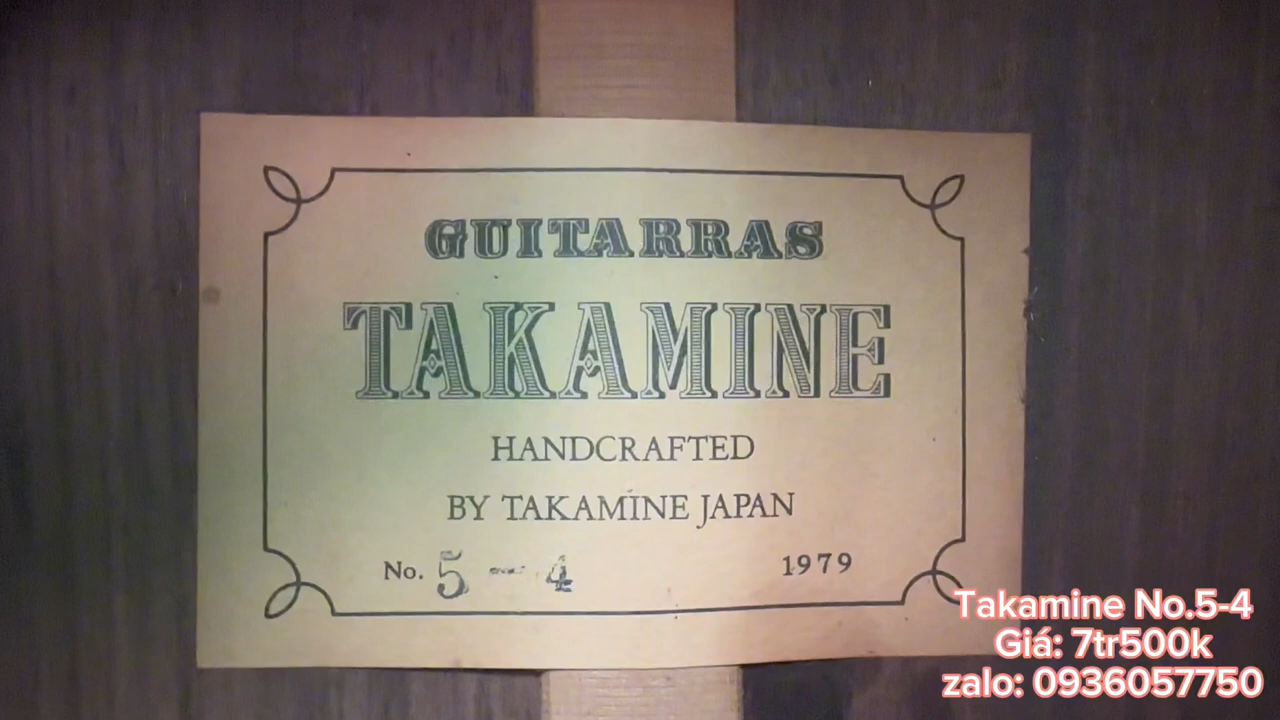 GUITARRAS
TAKAMINE
HANDCRAFTED
BY TAKAMINE JAPAN
No. 5 - 4 1979
Takamine No.5-4
Giá: 7tr500k
zalo: 0936057750